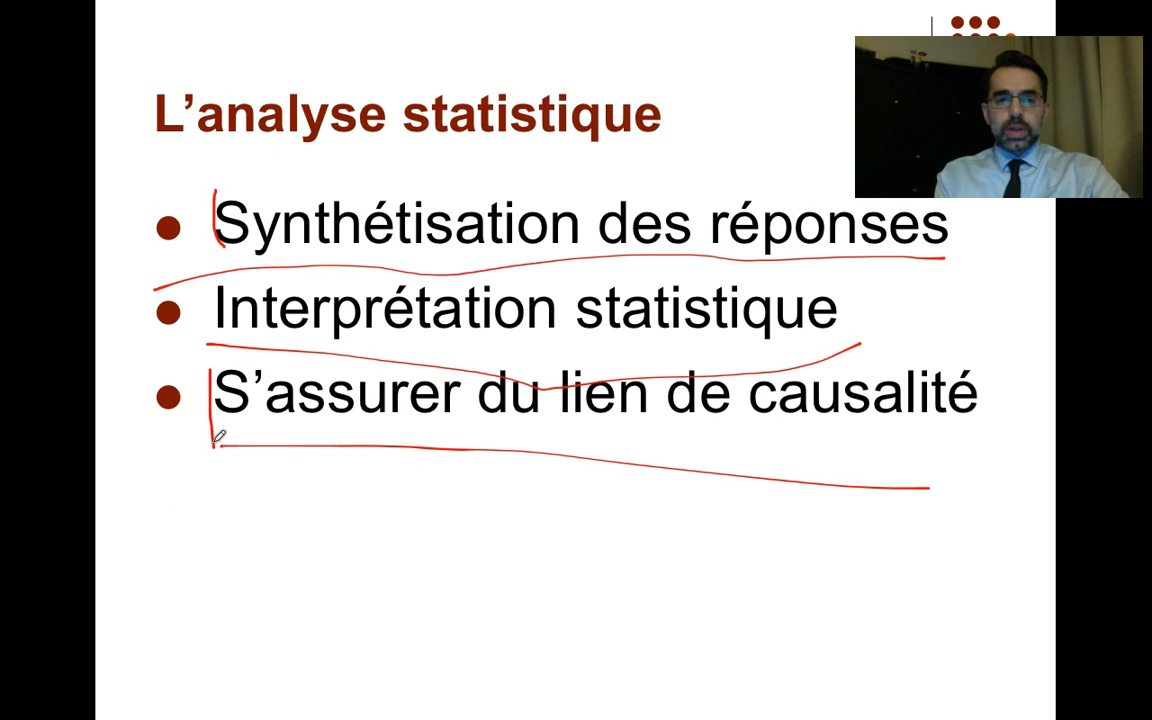 L’analyse statistique
Synthétisation des réponses
Interprétation statistique
S’assurer du lien de causalité